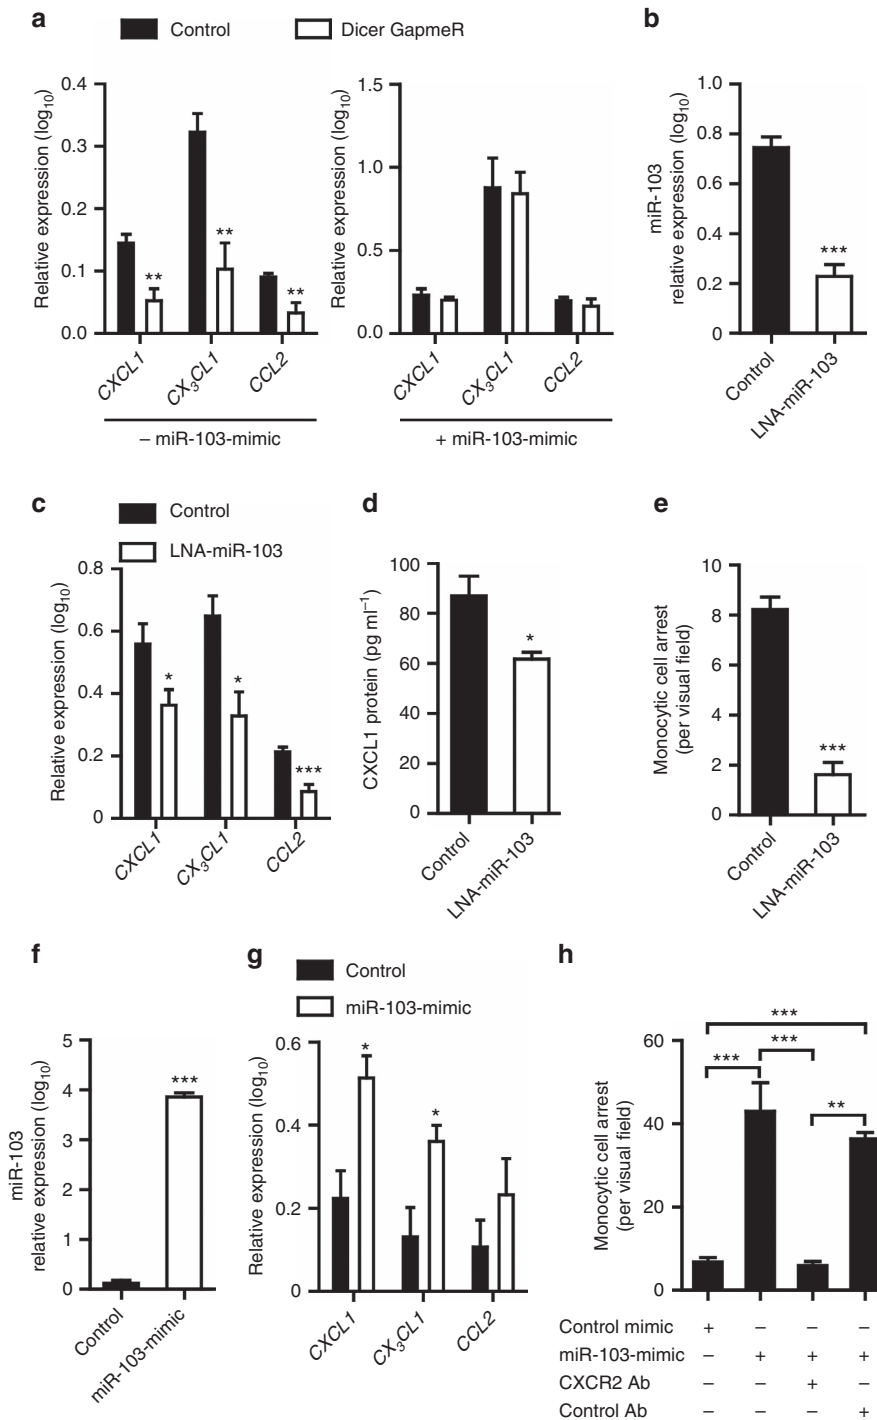 a
Control
Dicer GapmeR
Relative expression (log10)
0.4
0.3
0.2
0.1
0.0
**
**
**
CXCL1
CX3CL1
CCL2
– miR-103-mimic
Relative expression (log10)
1.5
1.0
0.5
0.0
CXCL1
CX3CL1
CCL2
+ miR-103-mimic
b
miR-103
relative expression (log10)
1.0
0.8
0.6
0.4
0.2
0
***
Control
LNA-miR-103
c
Control
LNA-miR-103
Relative expression (log10)
0.8
0.6
0.4
0.2
0
*
*
***
CXCL1
CX3CL1
CCL2
d
CXCL1 protein (pg ml–1)
100
80
60
40
20
0
*
Control
LNA-miR-103
e
Monocytic cell arrest
(per visual field)
10
8
6
4
2
0
***
Control
LNA-miR-103
f
miR-103
relative expression (log10)
5
4
3
2
1
0
***
Control
miR-103-mimic
g
Control
miR-103-mimic
Relative expression (log10)
0.6
0.4
0.2
0
*
*
CXCL1
CX3CL1
CCL2
h
Monocytic cell arrest
(per visual field)
60
40
20
0
***
***
***
**
Control mimic + – – –
miR-103-mimic – + + +
CXCR2 Ab – – + –
Control Ab – – – +